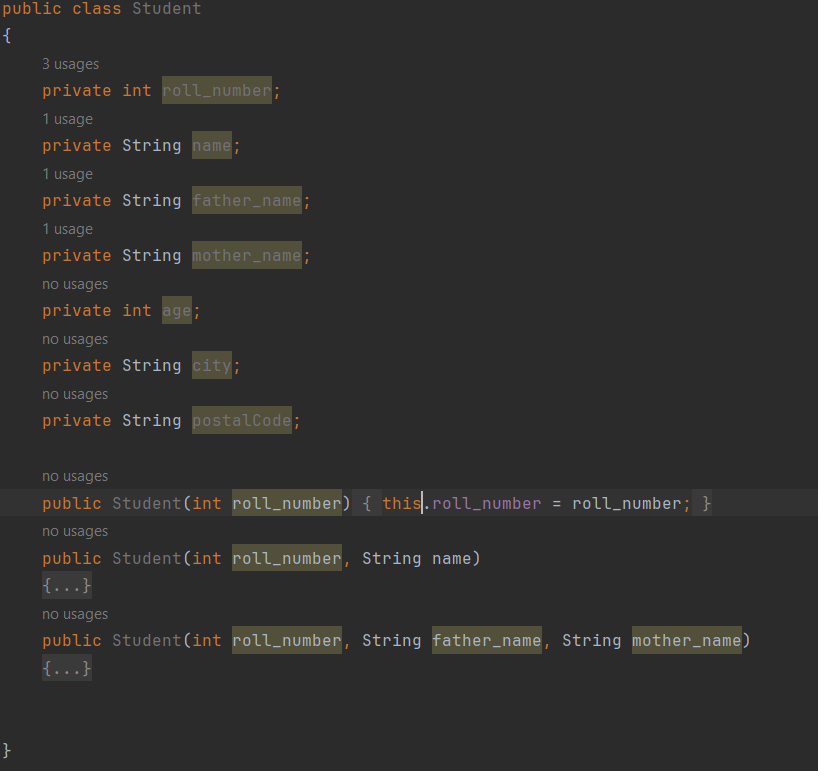 public class Student
{
3 usages
private int roll_number;
1 usage
private String name;
1 usage
private String father_name;
1 usage
private String mother_name;
no usages
private int age;
no usages
private String city;
no usages
private String postalCode;
no usages
public Student(int roll_number) { this.roll_number = roll_number; }
no usages
public Student(int roll_number, String name)
{...}
no usages
public Student(int roll_number, String father_name, String mother_name)
{...}
}